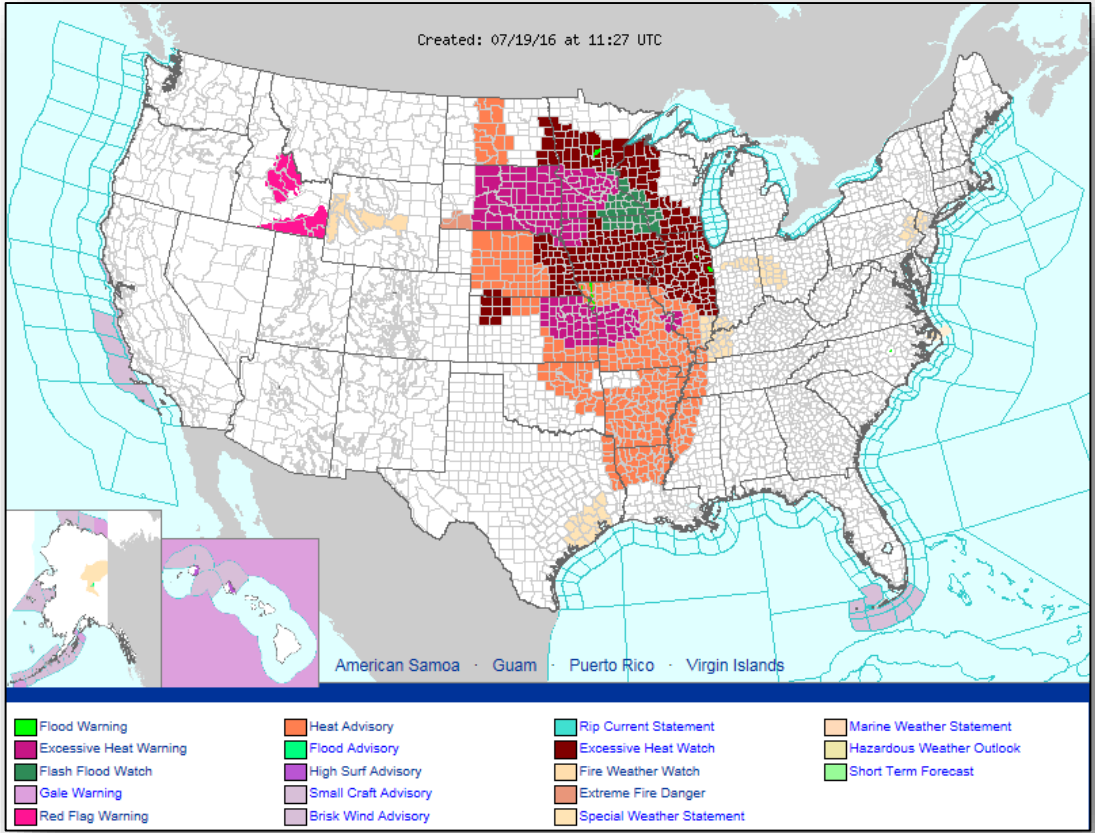 Created: 07/19/16 at 11:27 UTC
American Samoa · Guam · Puerto Rico · Virgin Islands
Flood Warning
Excessive Heat Warning
Flash Flood Watch
Gale Warning
Red Flag Warning
Heat Advisory
Flood Advisory
High Surf Advisory
Small Craft Advisory
Brisk Wind Advisory
Rip Current Statement
Excessive Heat Watch
Fire Weather Watch
Extreme Fire Danger
Special Weather Statement
Marine Weather Statement
Hazardous Weather Outlook
Short Term Forecast